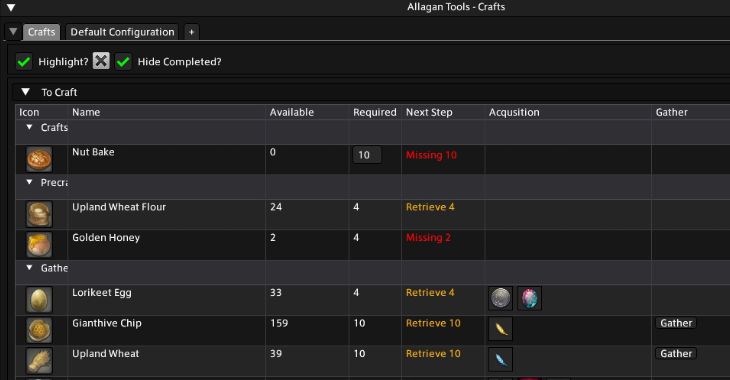 Allagan Tools - Crafts
Crafts Default Configuration +
Highlight? Hide Completed?
To Craft
Icon Name Available Required Next Step Acqusition Gather
Crafts
Nut Bake 0 10 Missing 10
Precra
Upland Wheat Flour 24 4 Retrieve 4
Golden Honey 2 4 Missing 2
Gathe
Lorikeet Egg 33 4 Retrieve 4
Gianthive Chip 159 10 Retrieve 10 Gather
Upland Wheat 39 10 Retrieve 10 Gather